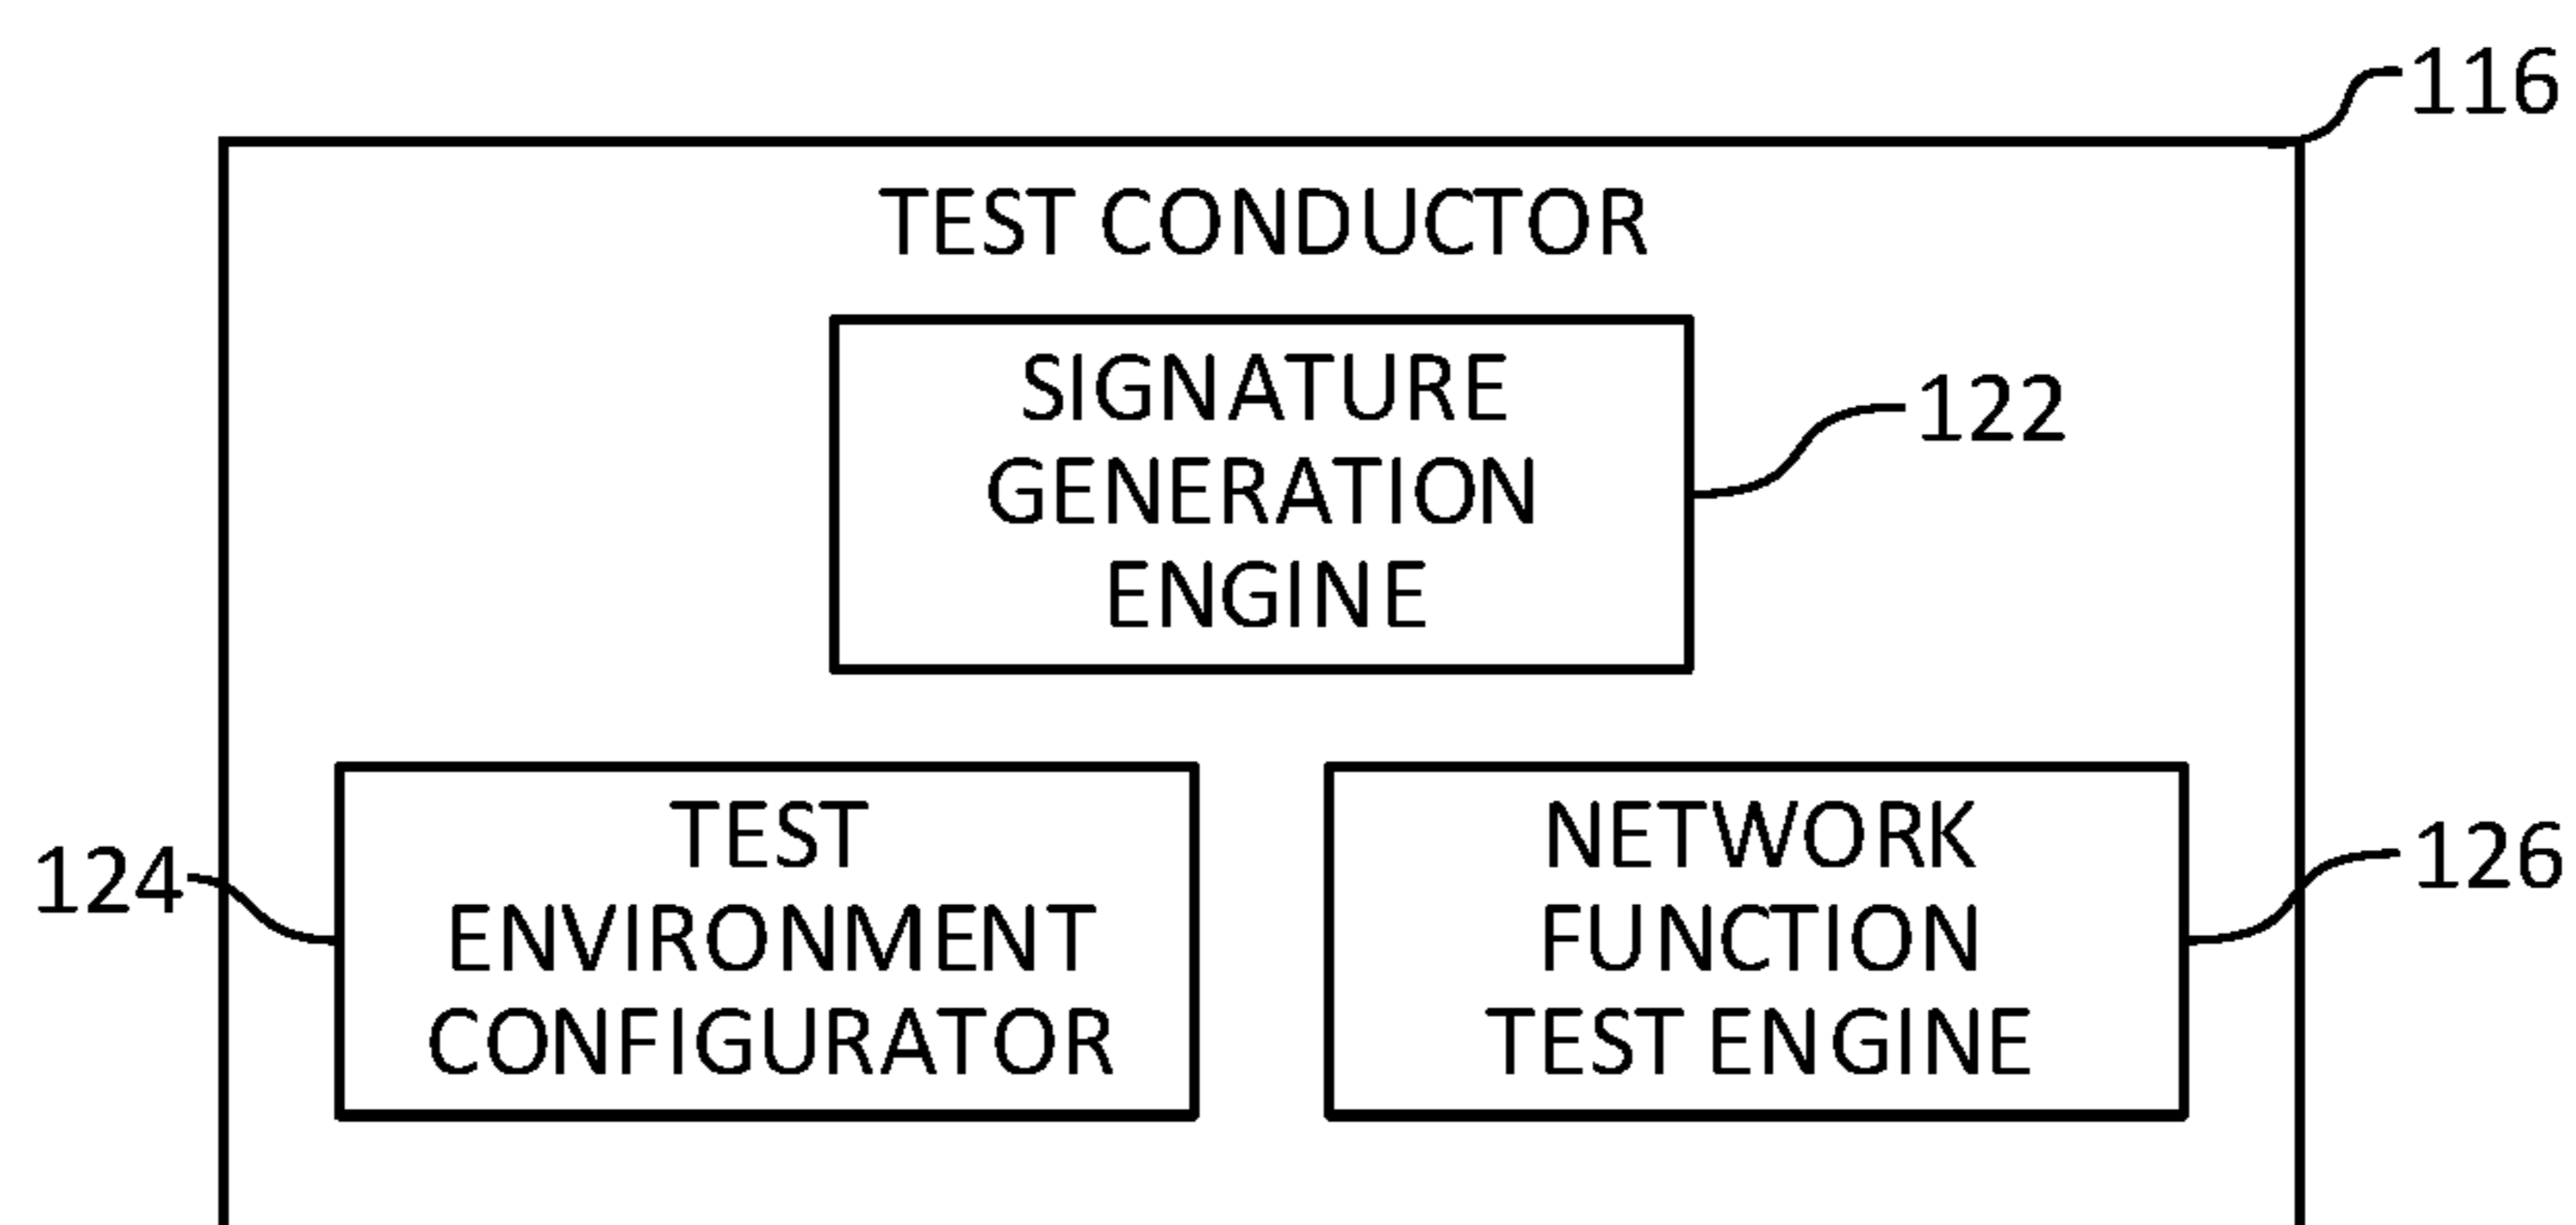 116
TEST CONDUCTOR
SIGNATURE
GENERATION
ENGINE
122
TEST
ENVIRONMENT
CONFIGURATOR
124
NETWORK
FUNCTION
TEST ENGINE
126